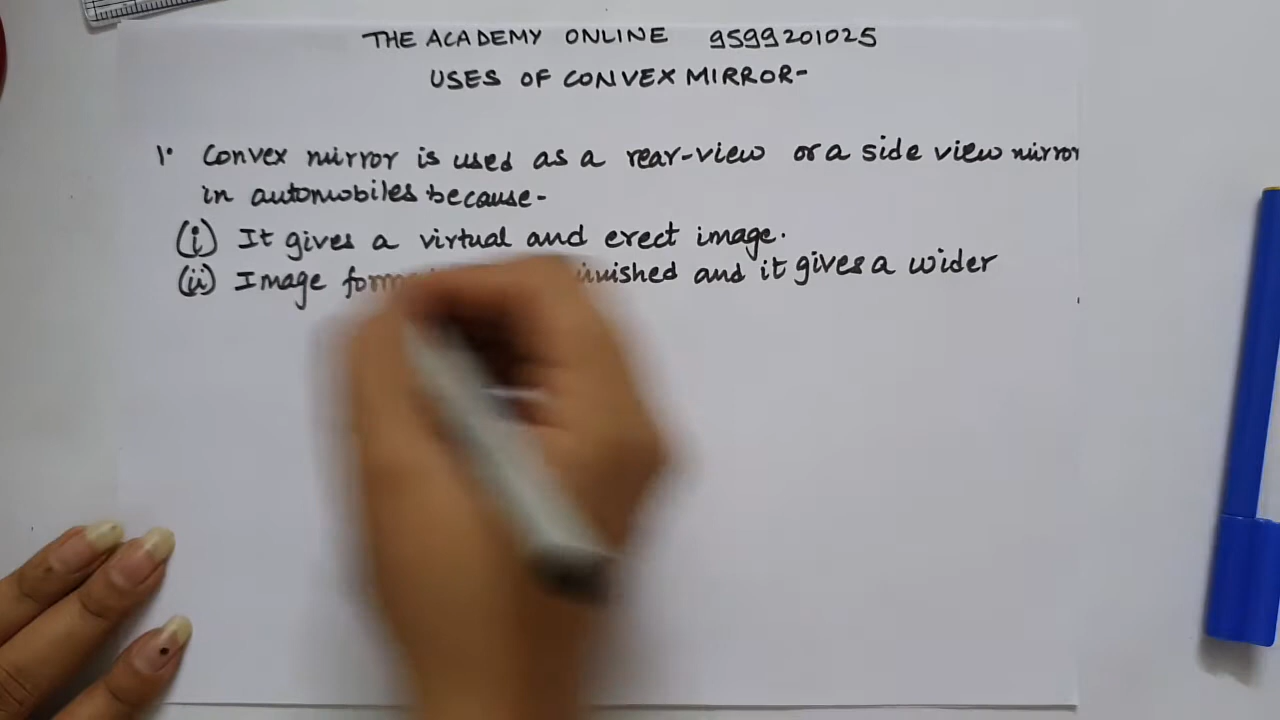 THE ACADEMY ONLINE 9599201025
USES OF CONVEX MIRROR-
1. Convex mirror is used as a rear-view or a side view mirror
in automobiles because-
(i) It gives a virtual and erect image.
(ii) Image and it gives a wider